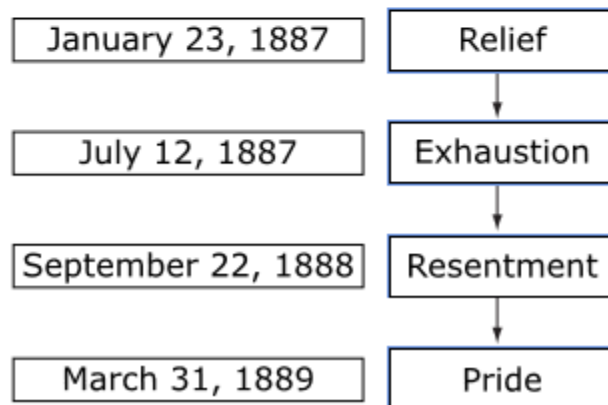 January 23, 1887 Relief
July 12, 1887 Exhaustion
September 22, 1888 Resentment
March 31, 1889 Pride